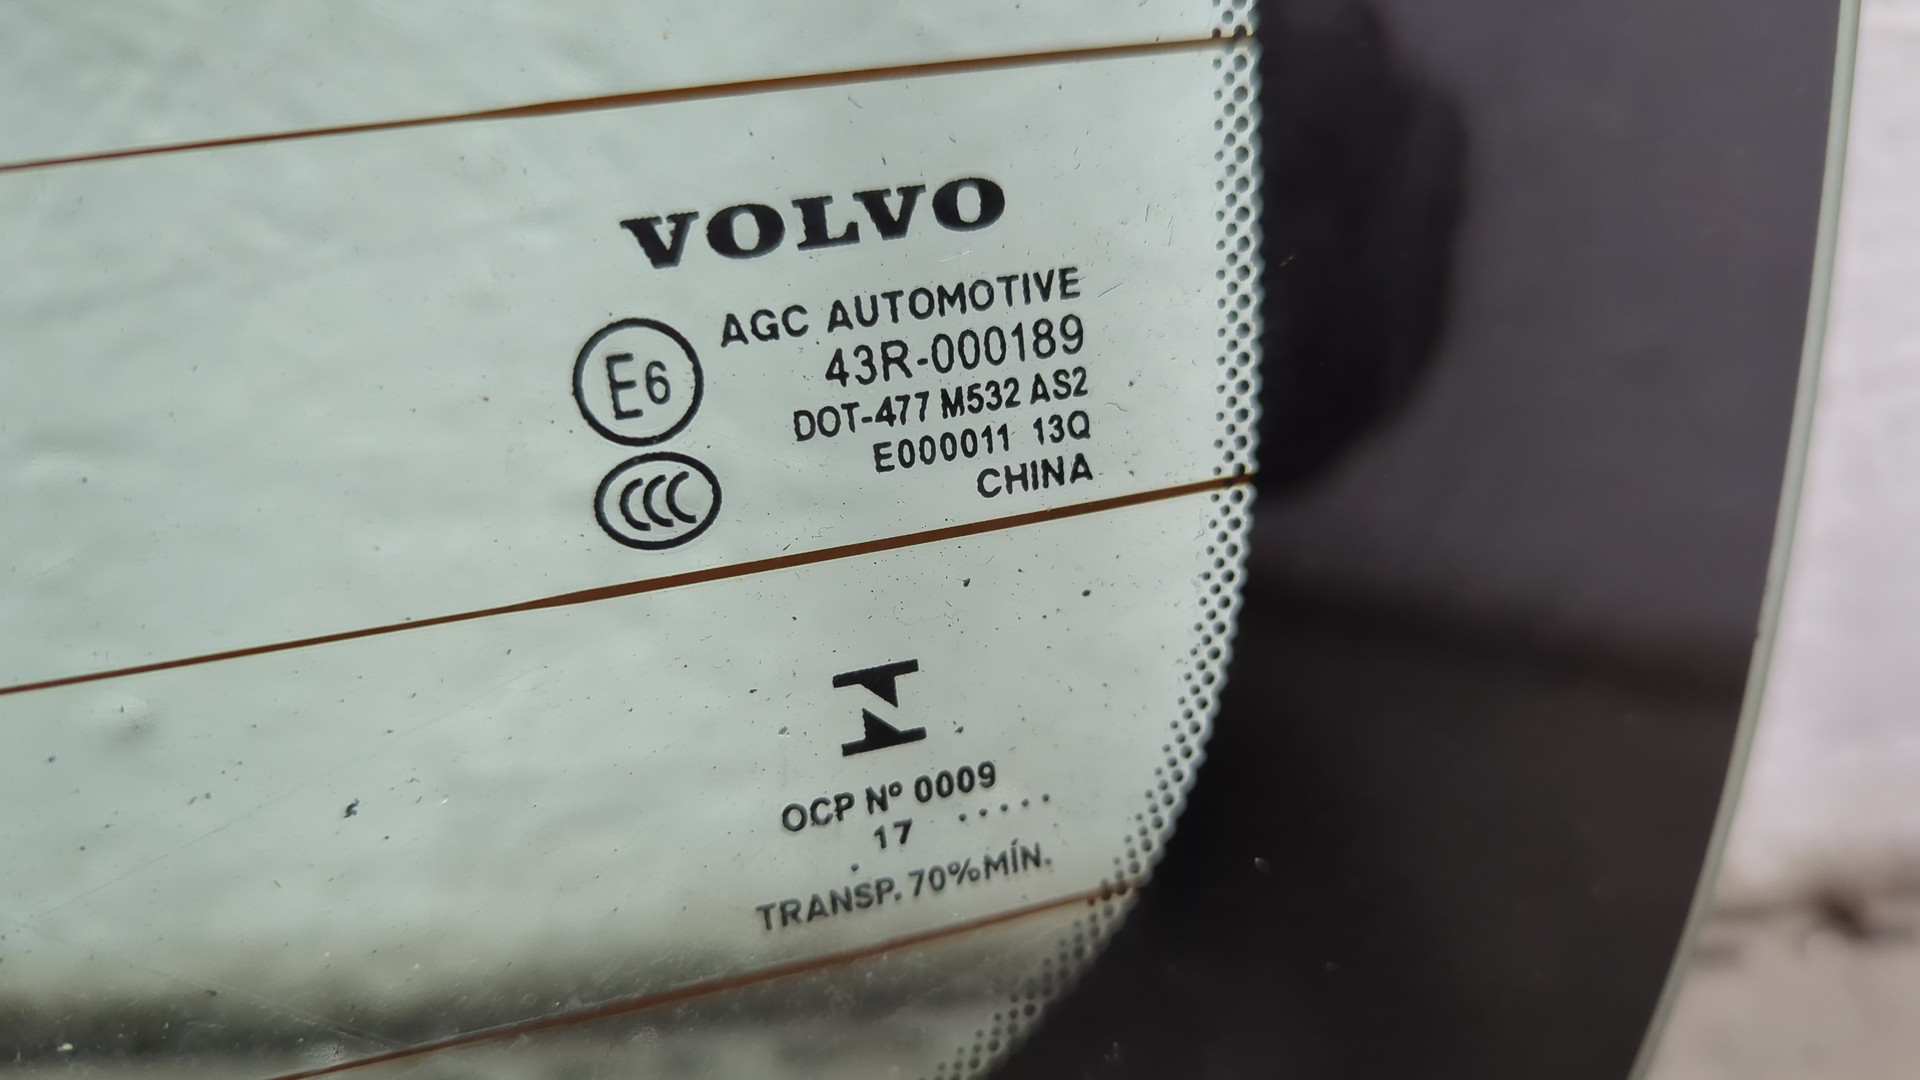 VOLVO
AGC AUTOMOTIVE
43R-000189
E6
DOT-477 M532 AS2
E000011 13Q
CCC
CHINA
OCP Nº 0009
. 17 .....
TRANSP. 70% MÍN.